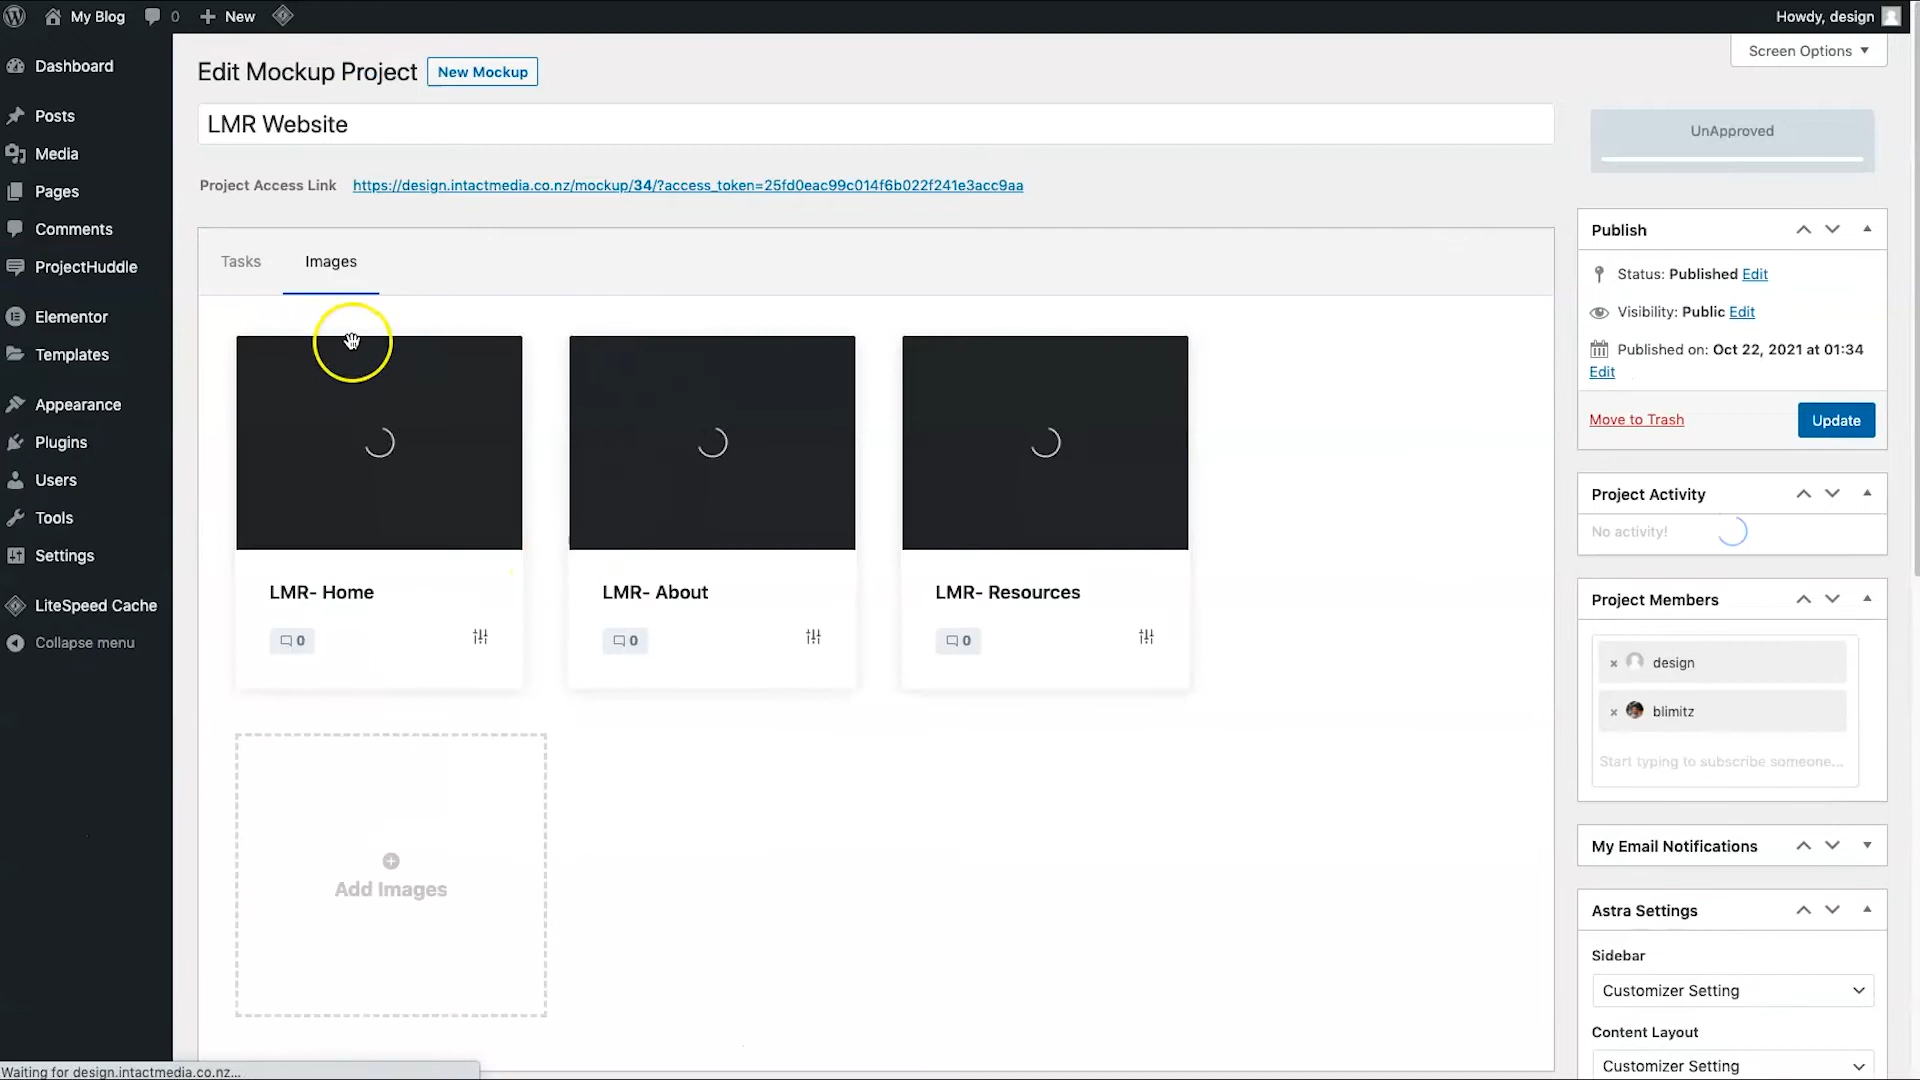 My Blog
0
New
Howdy, design
Screen Options
Dashboard
Posts
Media
Pages
Comments
ProjectHuddle
Elementor
Templates
Appearance
Plugins
Users
Tools
Settings
LiteSpeed Cache
Collapse menu
Edit Mockup Project
New Mockup
LMR Website
Project Access Link https://design.intactmedia.co.nz/mockup/34/?access_token=25fd0eac99c014f6b022f241e3acc9aa
Tasks
Images
LMR- Home
0
LMR- About
0
LMR- Resources
0
Add Images
UnApproved
Publish
Status: Published Edit
Visibility: Public Edit
Published on: Oct 22, 2021 at 01:34
Edit
Move to Trash
Update
Project Activity
No activity!
Project Members
× design
× blimitz
Start typing to subscribe someone...
My Email Notifications
Astra Settings
Sidebar
Customizer Setting
Content Layout
Customizer Setting
Waiting for design.intactmedia.co.nz...